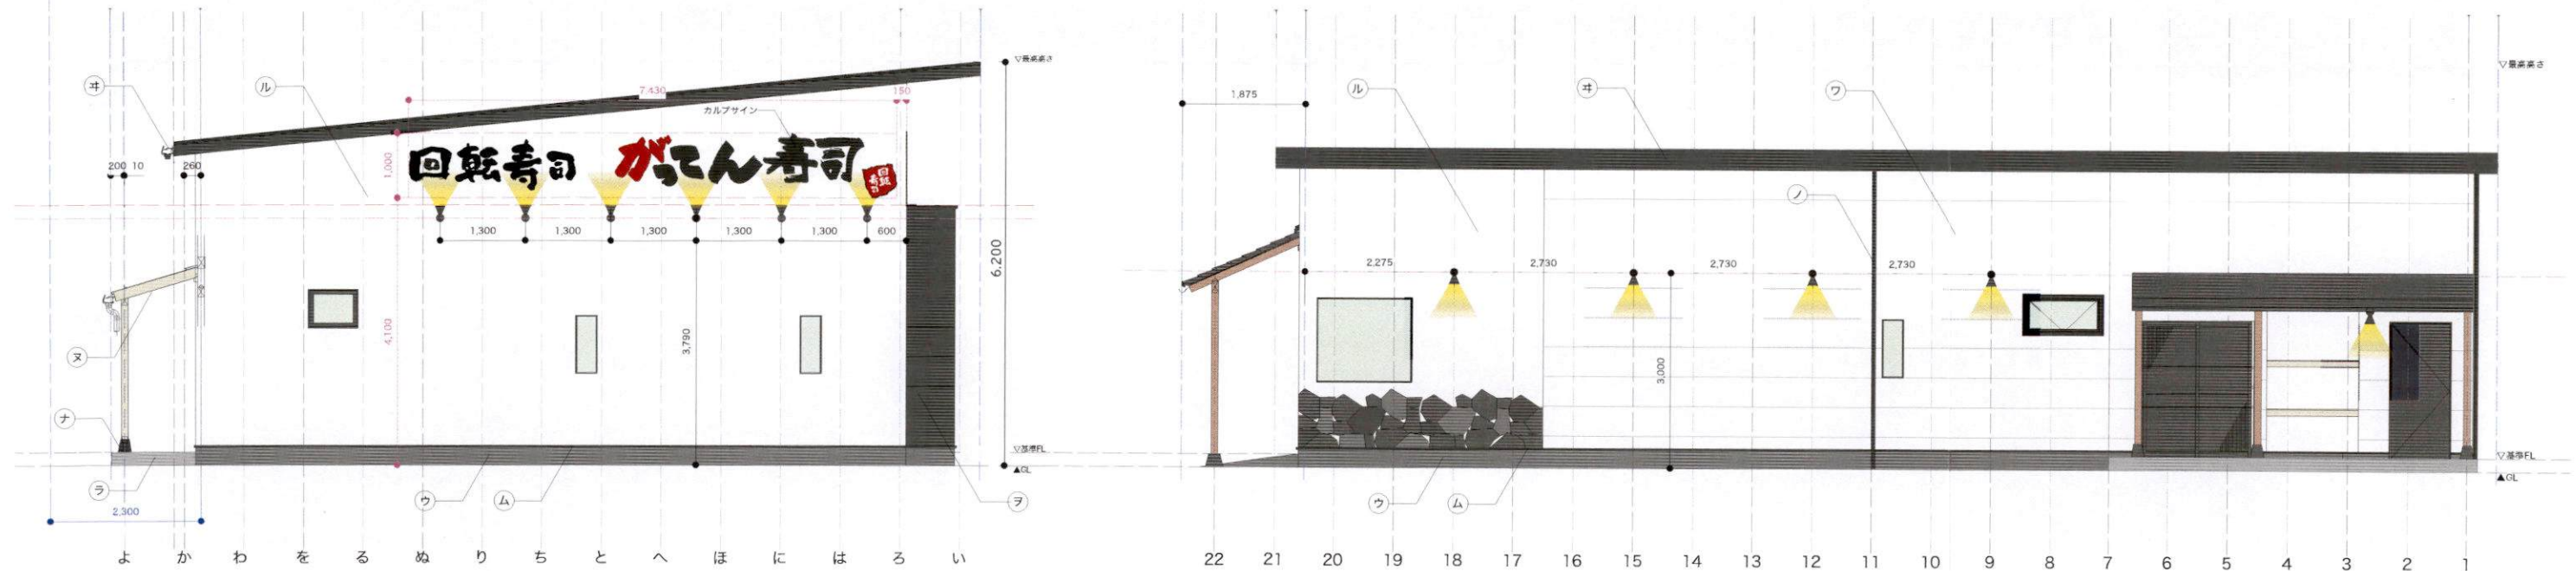 ▽最高高さ
ヰ
ル
7,430
150
カルプサイン
200 10
260
1,000
回転寿司 がってん寿司
回転
寿司
1,300
1,300
1,300
1,300
1,300
600
6.200
4,100
3,790
ヌ
ナ
ラ
2,300
ウ
ム
ヲ
▽基準FL
▲GL
よ か わ を る ぬ り ち と へ ほ に は ろ い
▽最高高さ
1,875
ル
ヰ
ワ
ノ
2,275
2,730
2,730
2,730
3,000
ウ
ム
▽基準FL
▲GL
22 21 20 19 18 17 16 15 14 13 12 11 10 9 8 7 6 5 4 3 2 1